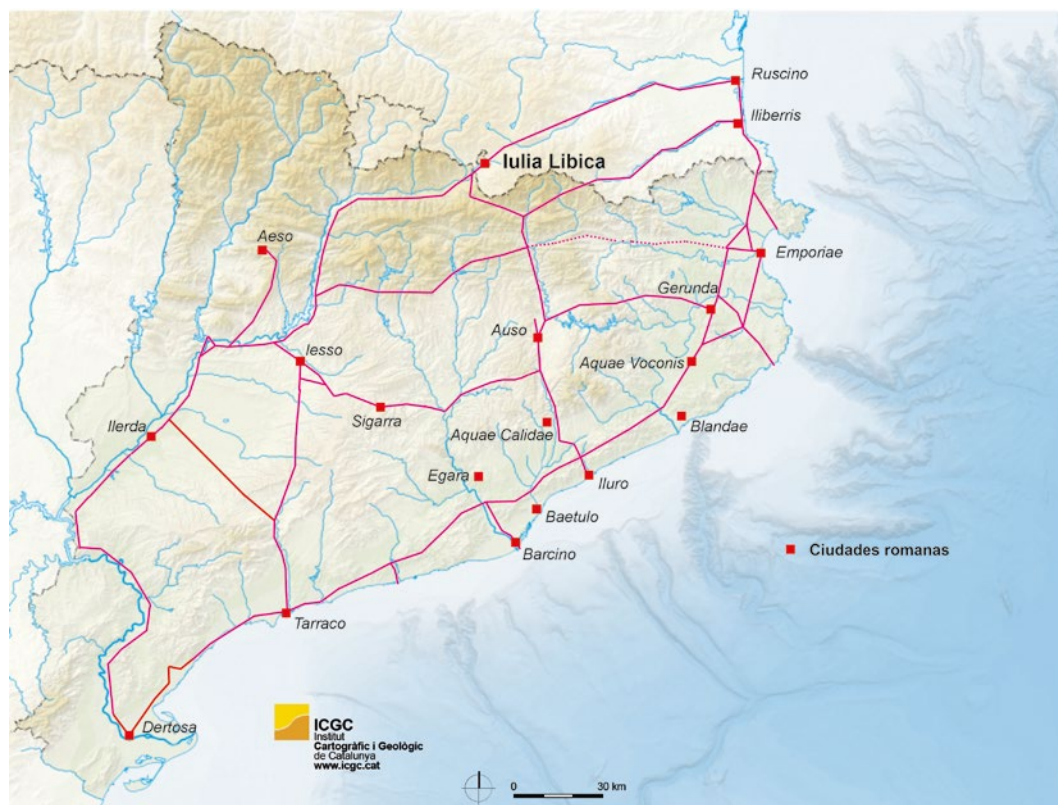 Ruscino
Iliberris
Iulia Libica
Aeso
Emporiae
Gerunda
Auso
Iesso
Aquae Voconis
Sigarra
Blandae
Ilerda
Aquae Calidae
Egara
Iluro
Baetulo
Barcino
Ciudades romanas
Tarraco
Dertosa
ICGC
Institut
Cartogràfic i Geològic
de Catalunya
www.icgc.cat
0 30 km